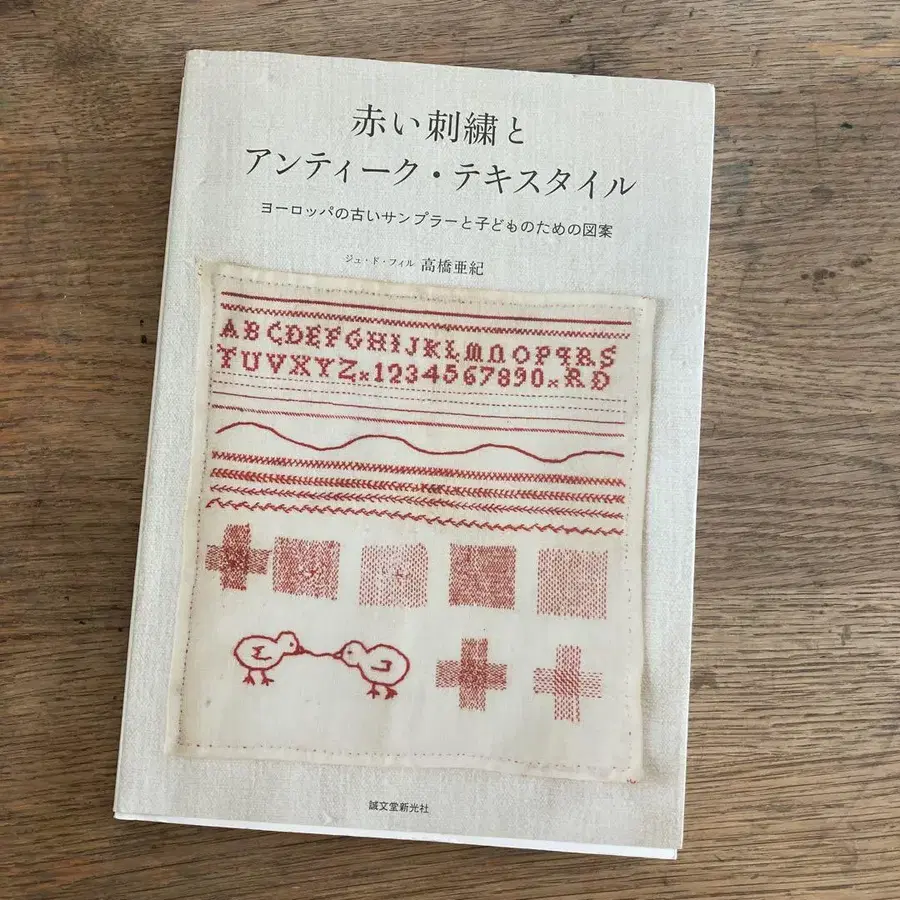 赤い刺繍と
アンティーク・テキスタイル
ヨーロッパの古いサンプラーと子どものための図案
ジュ・ド・フィル 高橋亜紀
ABCDEFGHIJKLMNOPQRS
TUVXYZx1234567890xRD
誠文堂新光社